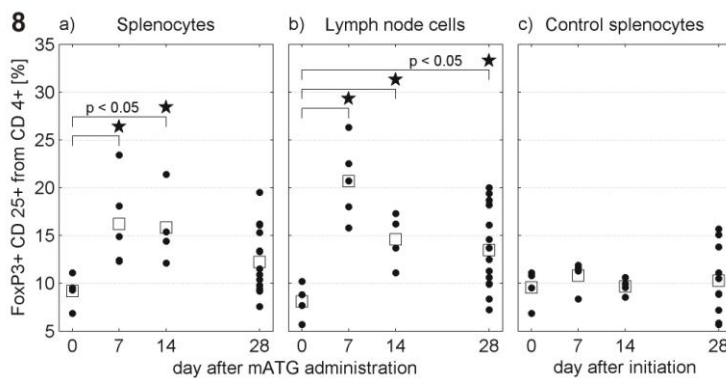 8 a) Splenocytes b) Lymph node cells c) Control splenocytes
FoxP3+ CD 25+ from CD 4+ [%]
35
30
25
20
15
10
5
p < 0.05
p < 0.05
0 7 14 28 0 7 14 28 0 7 14 28
day after mATG administration day after initiation